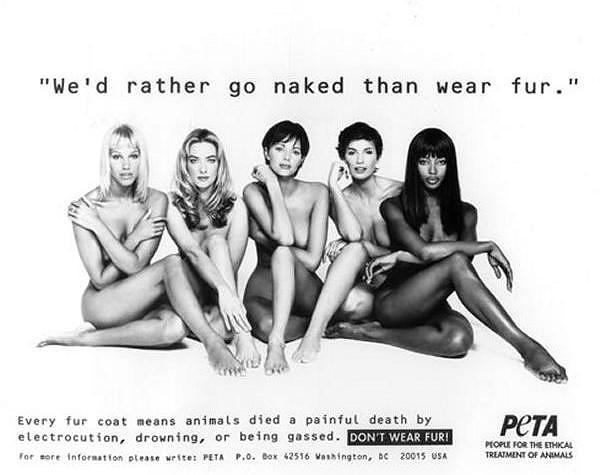 "We'd rather go naked than wear fur."
Every fur coat means animals died a painful death by
electrocution, drowning, or being gassed. DON'T WEAR FUR!
For more information please write: PETA P.O. Box 42516 Washington, DC 20015 USA
PeTA
PEOPLE FOR THE ETHICAL
TREATMENT OF ANIMALS